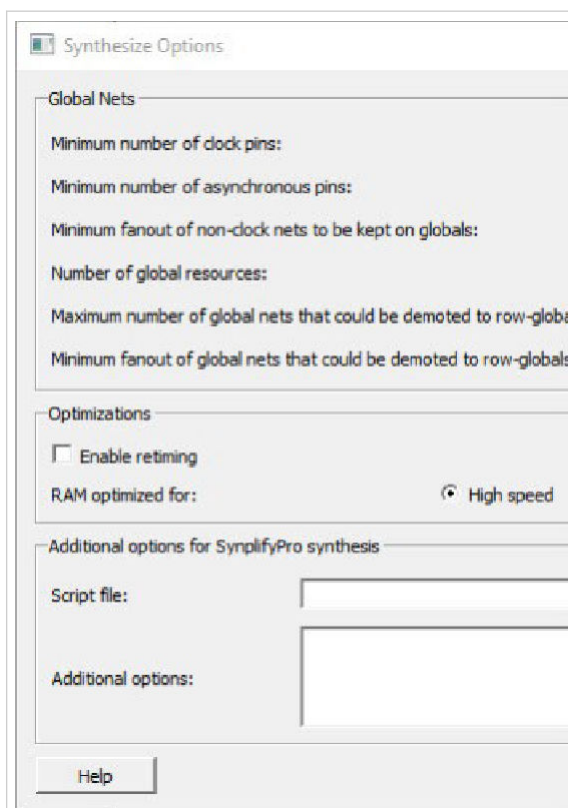 Synthesize Options
Global Nets
Minimum number of clock pins:
Minimum number of asynchronous pins:
Minimum fanout of non-clock nets to be kept on globals:
Number of global resources:
Maximum number of global nets that could be demoted to row-globa
Minimum fanout of global nets that could be demoted to row-globals
Optimizations
Enable retiming
RAM optimized for: High speed
Additional options for SynplifyPro synthesis
Script file:
Additional options:
Help